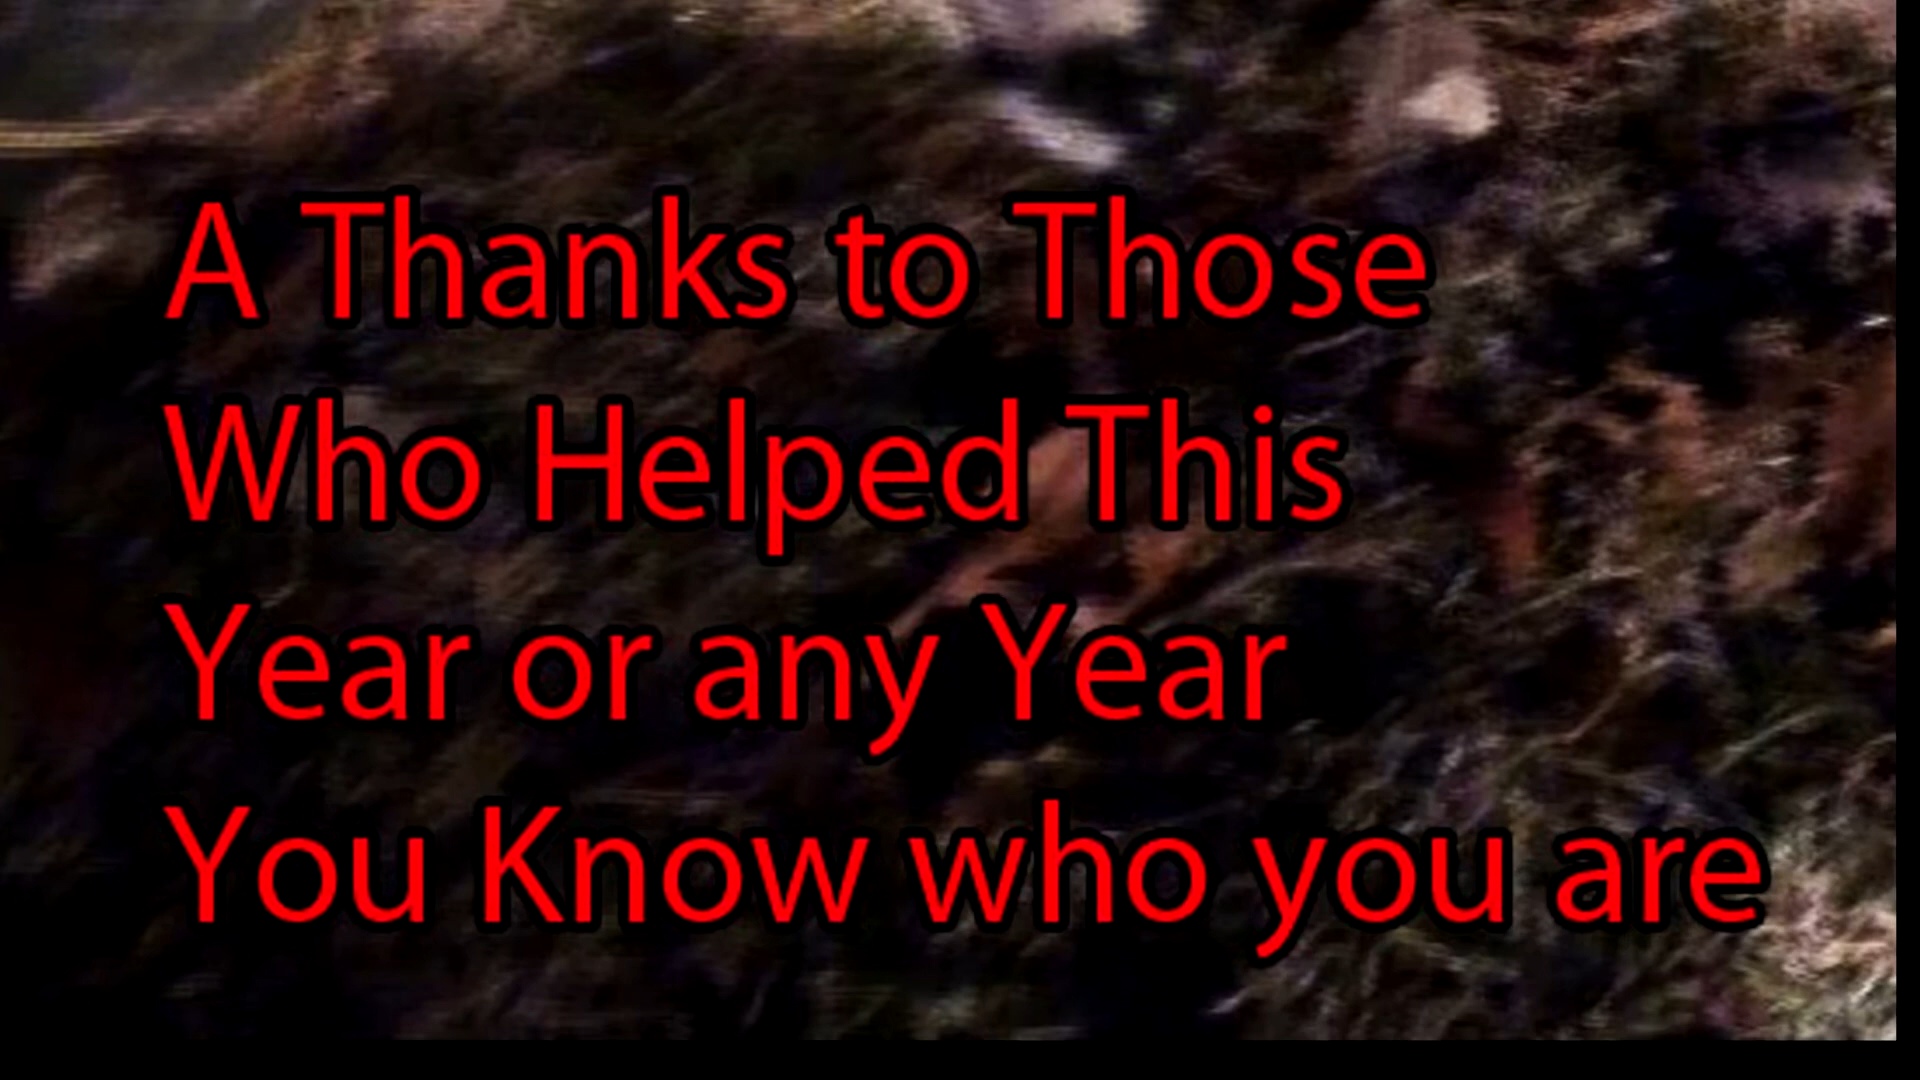 A Thanks to Those
Who Helped This
Year or any Year
You Know who you are